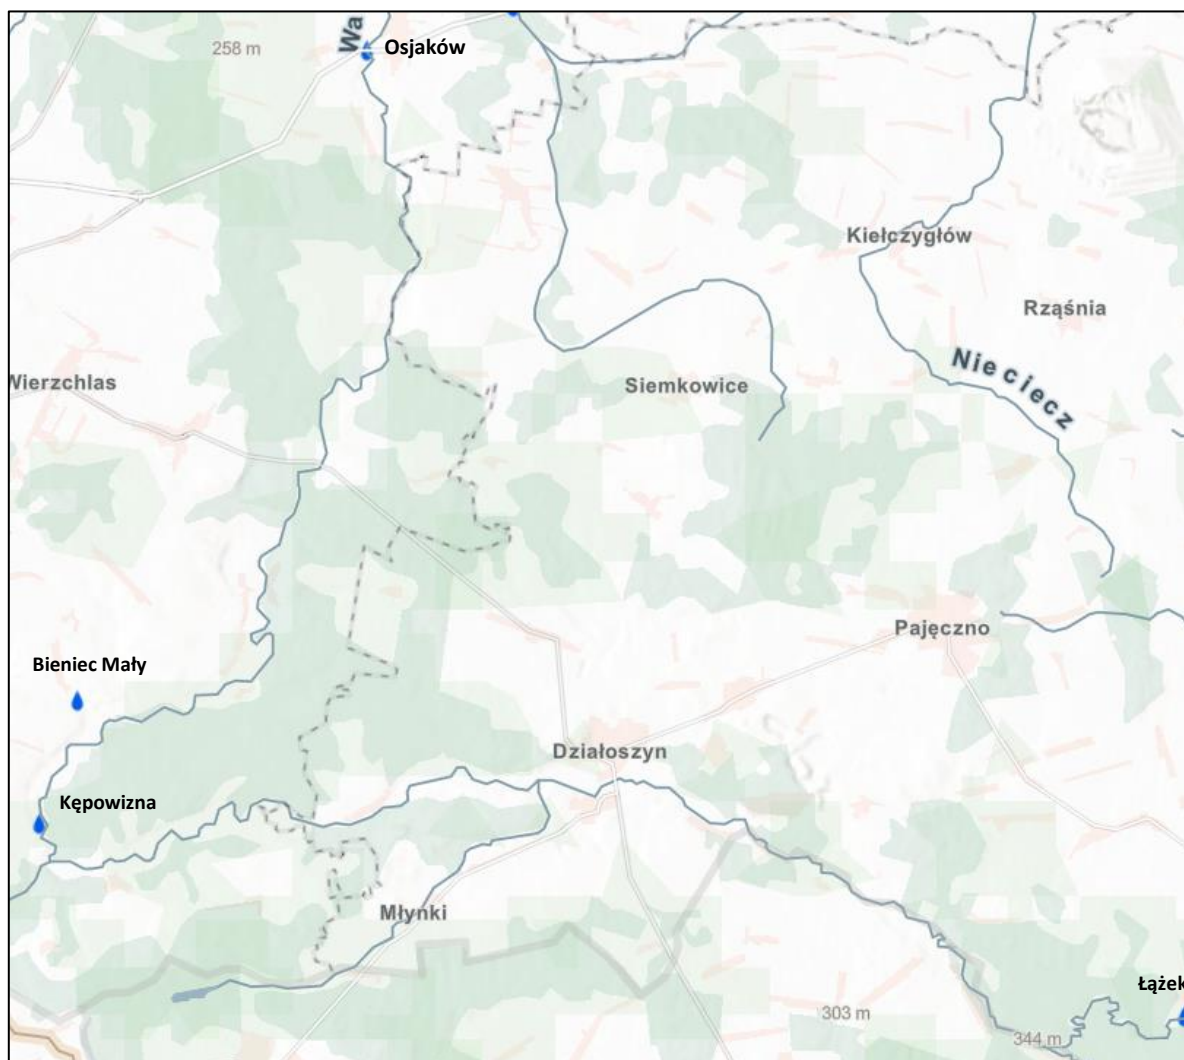 Wa
258 m
Osjaków
Kiełczygłów
Rząśnia
Nieciecz
Wierzchlas
Siemkowice
Pajęczno
Bieniec Mały
Działoszyn
Kępowizna
Młynki
Łążek
303 m
344 m